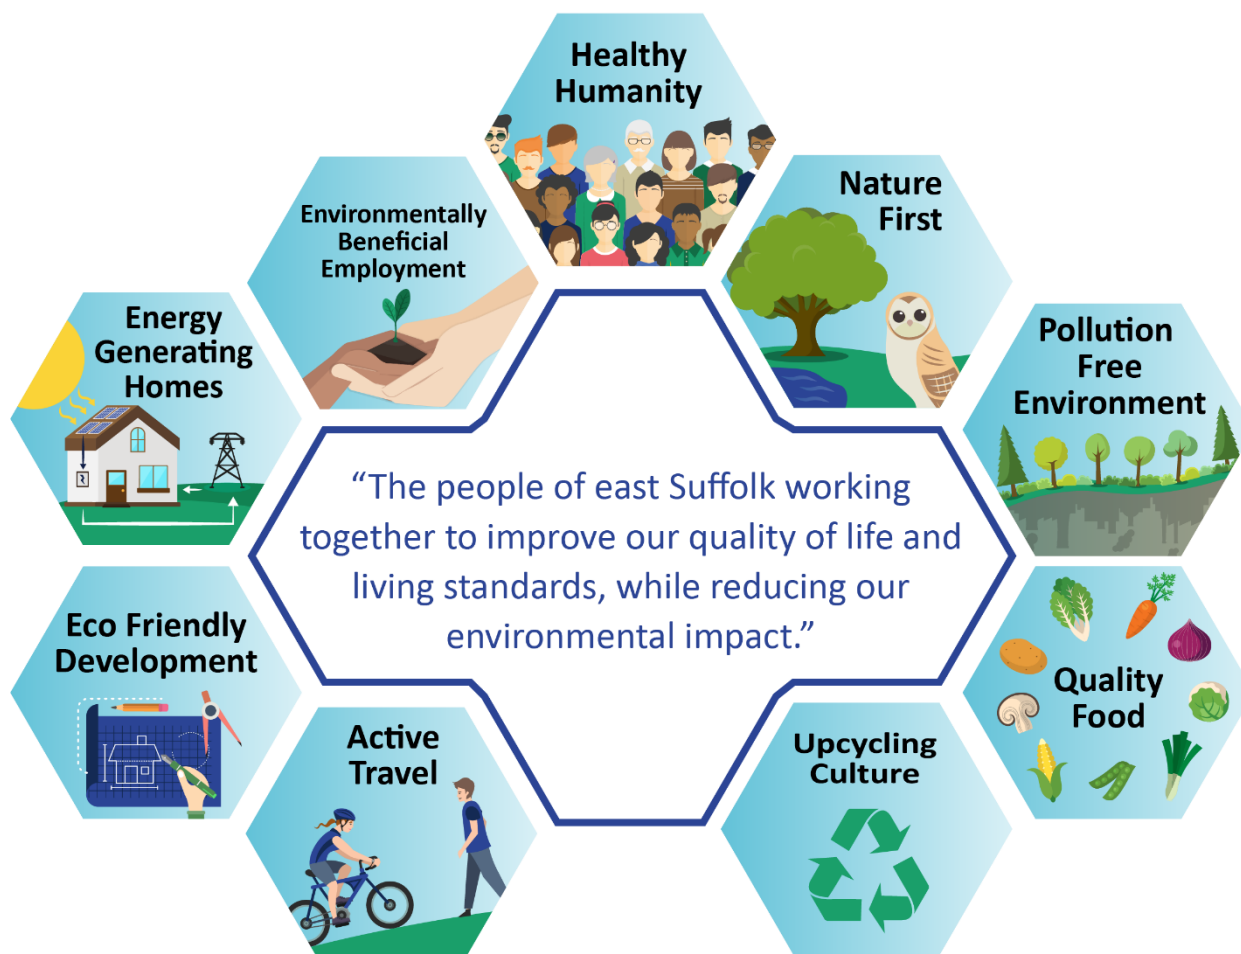 Healthy
Humanity
Nature
First
Environmentally
Beneficial
Employment
Energy
Generating
Homes
Pollution
Free
Environment
“The people of east Suffolk working
together to improve our quality of life and
living standards, while reducing our
environmental impact.”
Eco Friendly
Development
Quality
Food
Active
Travel
Upcycling
Culture